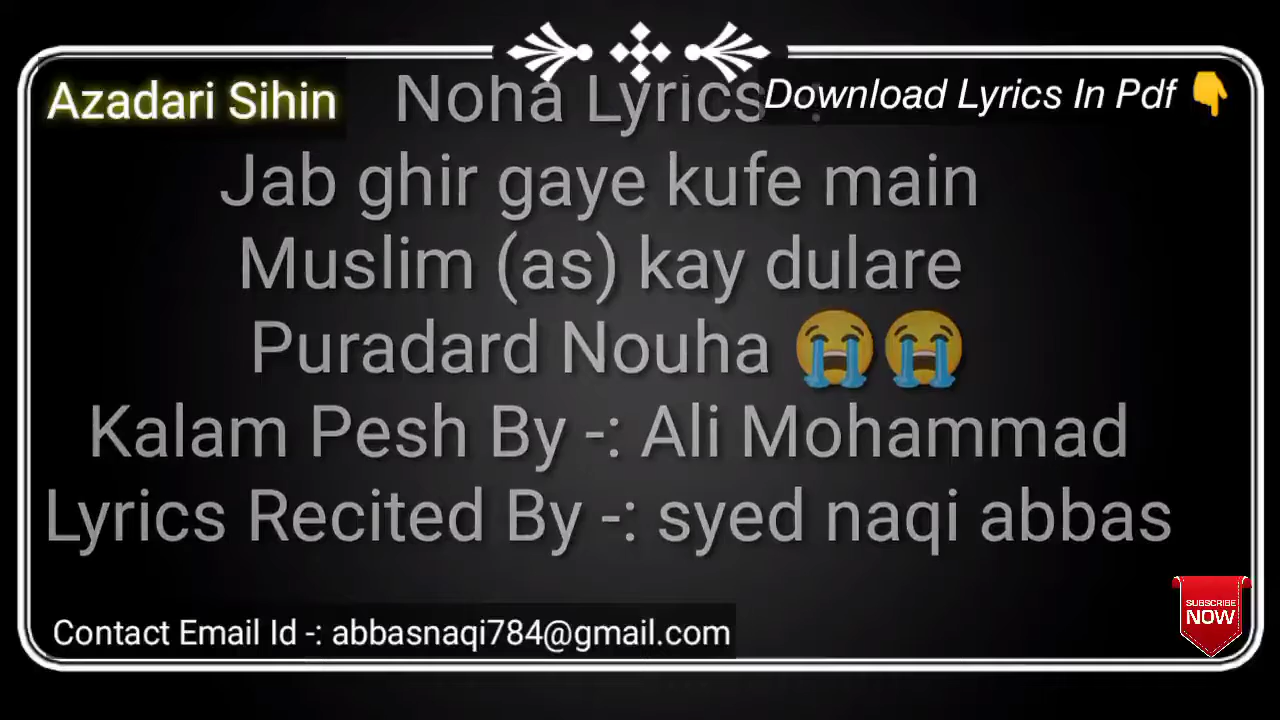 Azadari Sihin
Noha Lyrics :
Download Lyrics In Pdf 👇
Jab ghir gaye kufe main
Muslim (as) kay dulare
Puradard Nouha 😭😭
Kalam Pesh By -: Ali Mohammad
Lyrics Recited By -: syed naqi abbas
Contact Email Id -: abbasnaqi784@gmail.com
SUBSCRIBE
NOW